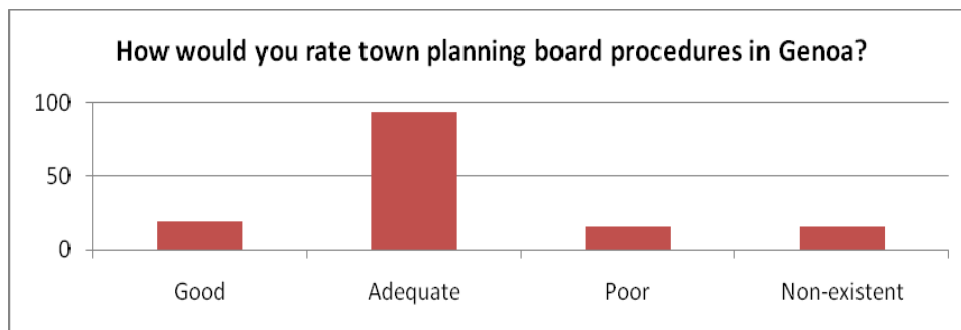 How would you rate town planning board procedures in Genoa?
100
50
0
Good Adequate Poor Non-existent